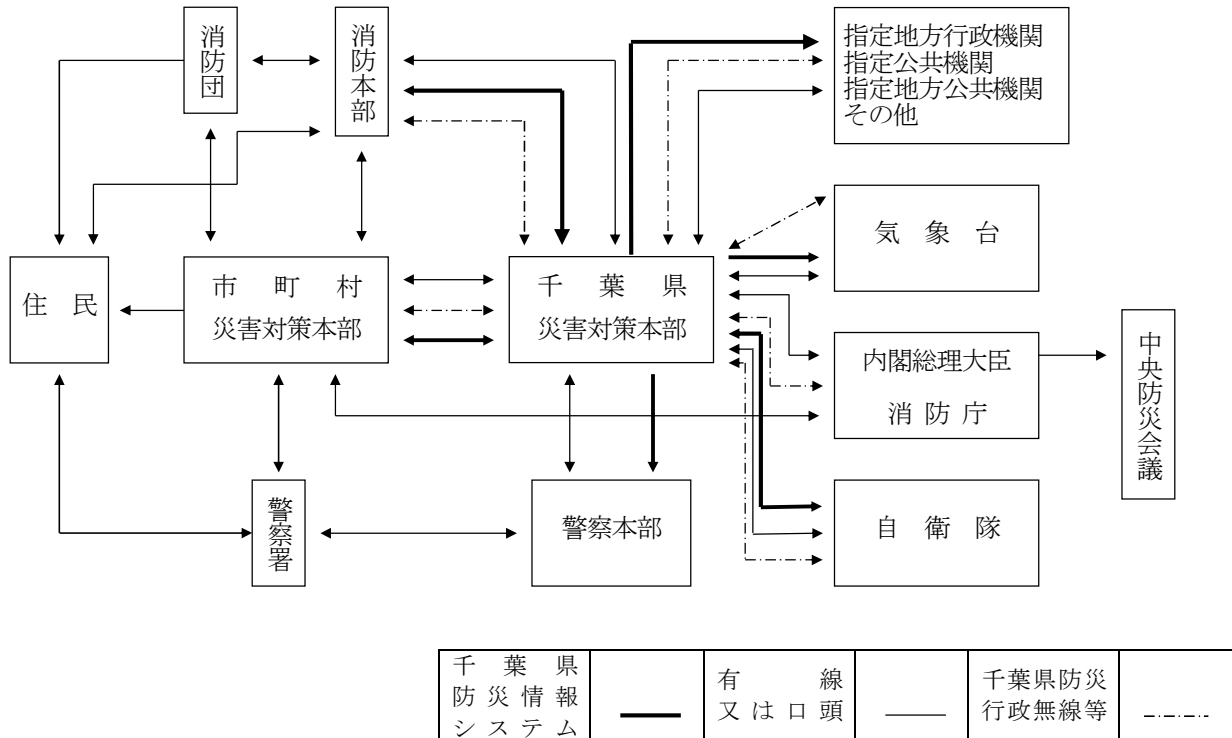 消防団
消防本部
指定地方行政機関
指定公共機関
指定地方公共機関
その他
気象台
住民
市町村
災害対策本部
千葉県
災害対策本部
内閣総理大臣
消防庁
中央防災会議
警察署
警察本部
自衛隊
千葉県
防災情報
システム
有線
又は口頭
千葉県防災
行政無線等